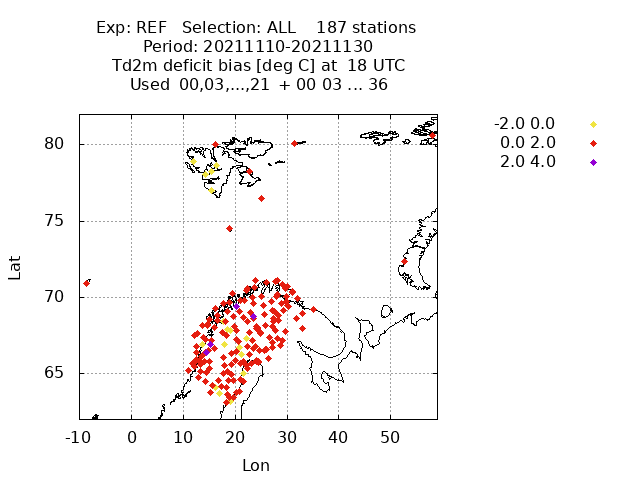 Exp: REF   Selection: ALL    187 stations
Period: 20211110-20211130
Td2m deficit bias [deg C] at  18 UTC
Used  00,03,...,21  + 00 03 ... 36
-2.0 0.0
0.0 2.0
2.0 4.0
80
75
70
65
Lat
-10 0 10 20 30 40 50
Lon